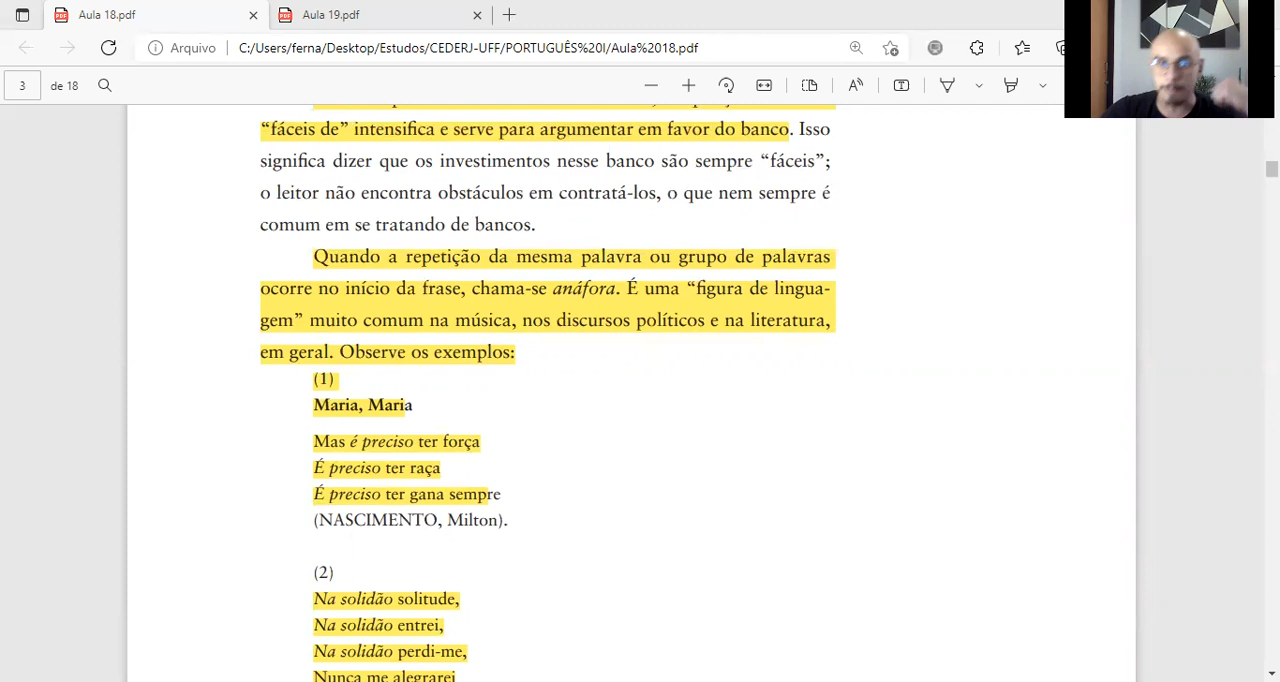 Aula 18.pdf
Aula 19.pdf
Arquivo
C:/Users/ferna/Desktop/Estudos/CEDERJ-UFF/PORTUGUÊS%20I/Aula%2018.pdf
3 de 18
“fáceis de” intensifica e serve para argumentar em favor do banco. Isso
significa dizer que os investimentos nesse banco são sempre “fáceis”;
o leitor não encontra obstáculos em contratá-los, o que nem sempre é
comum em se tratando de bancos.
Quando a repetição da mesma palavra ou grupo de palavras
ocorre no início da frase, chama-se anáfora. É uma “figura de lingua-
gem” muito comum na música, nos discursos políticos e na literatura,
em geral. Observe os exemplos:
(1)
Maria, Maria
Mas é preciso ter força
É preciso ter raça
É preciso ter gana sempre
(NASCIMENTO, Milton).
(2)
Na solidão solitude,
Na solidão entrei,
Na solidão perdi-me,
Nunca me alegrarei